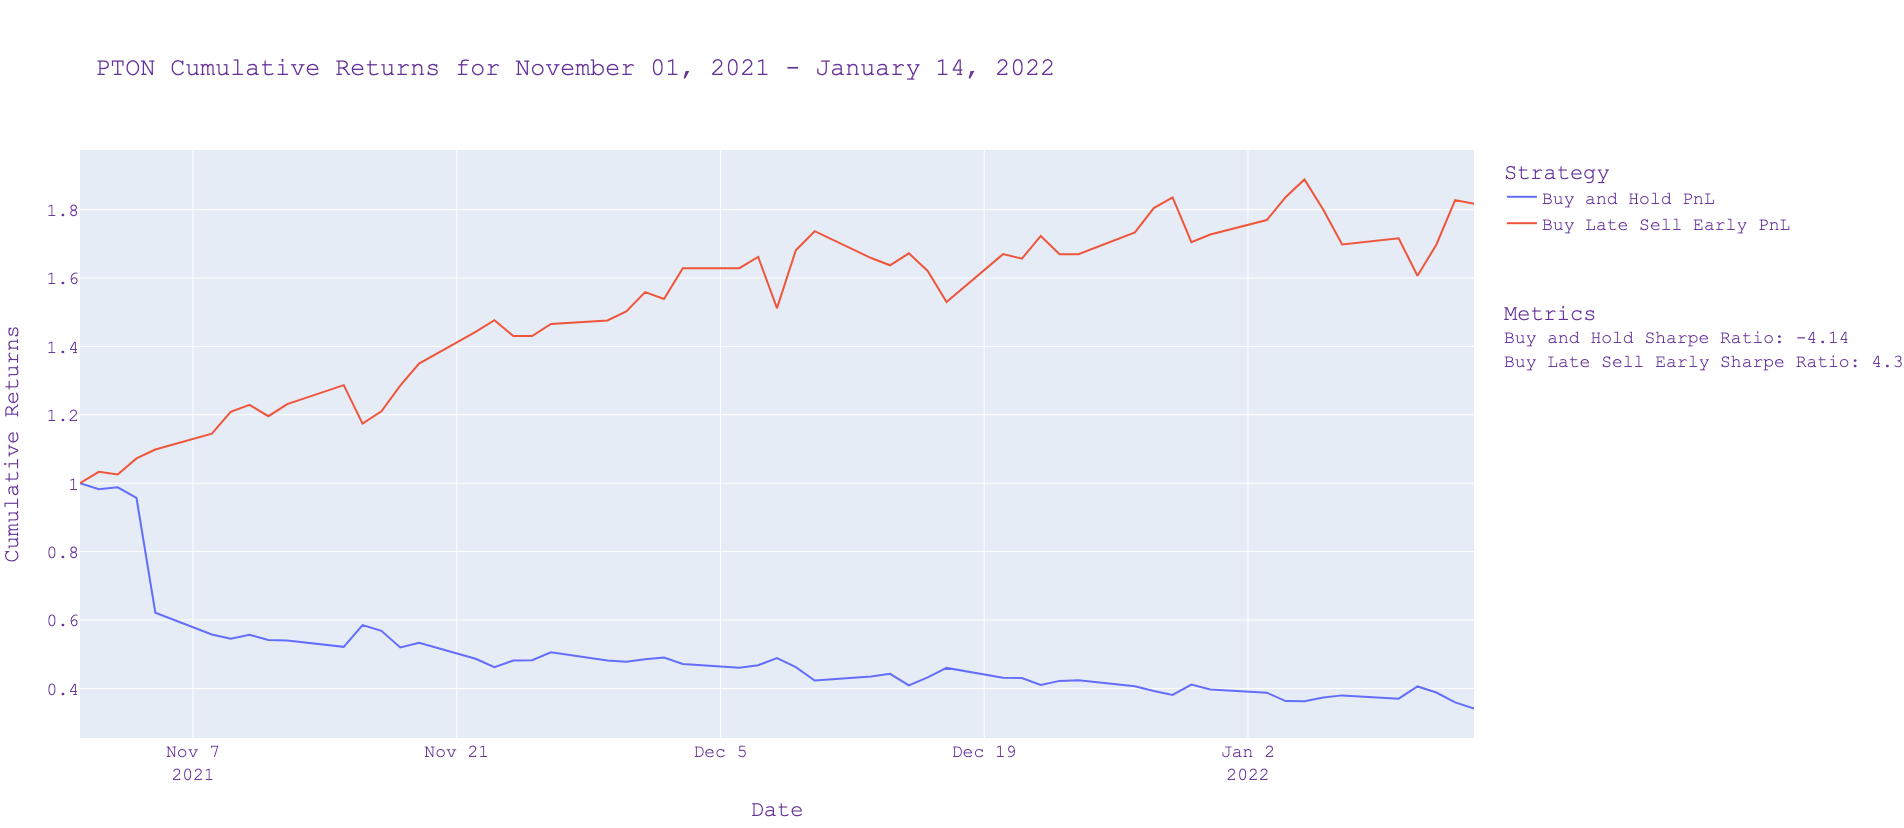 PTON Cumulative Returns for November 01, 2021 - January 14, 2022
Strategy
Buy and Hold PnL
Buy Late Sell Early PnL
Metrics
Buy and Hold Sharpe Ratio: -4.14
Buy Late Sell Early Sharpe Ratio: 4.3
Cumulative Returns
1.8
1.6
1.4
1.2
1
0.8
0.6
0.4
Nov 7
2021
Nov 21
Dec 5
Dec 19
Jan 2
2022
Date